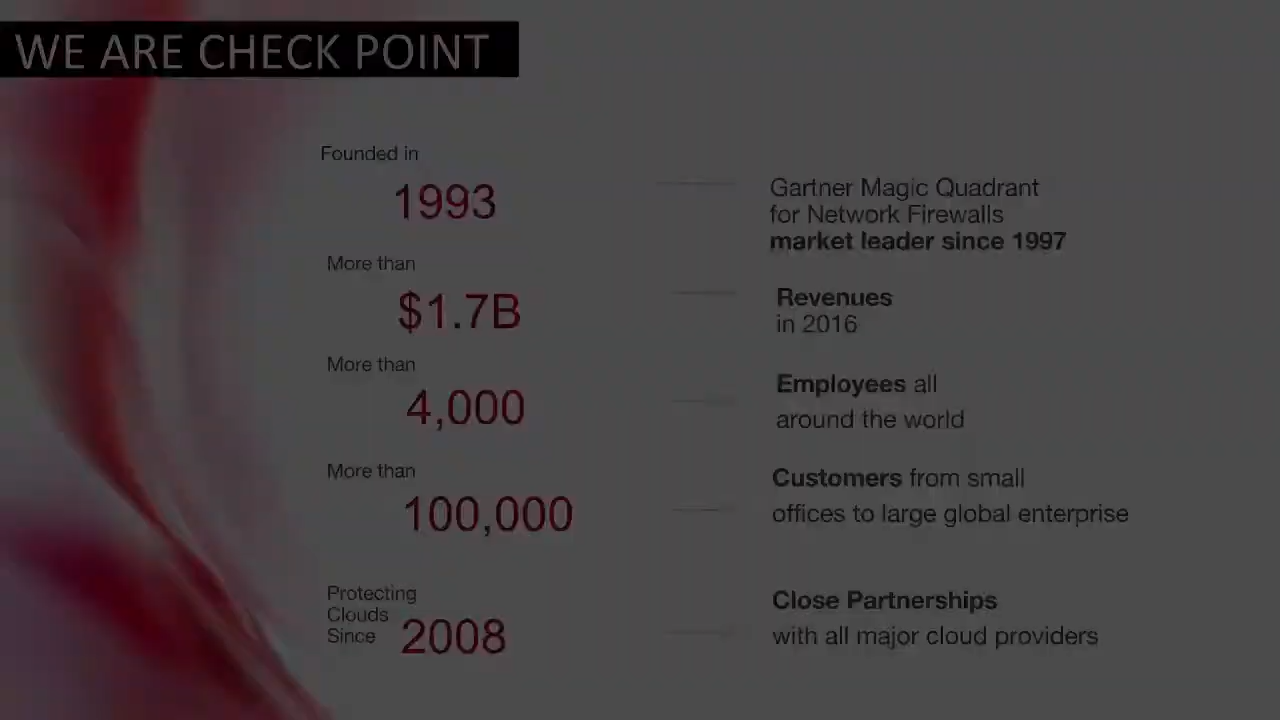 WE ARE CHECK POINT
Founded in
1993
Gartner Magic Quadrant
for Network Firewalls
market leader since 1997
More than
$1.7B
Revenues
in 2016
More than
4,000
Employees all
around the world
More than
100,000
Customers from small
offices to large global enterprise
Protecting
Clouds
Since
2008
Close Partnerships
with all major cloud providers